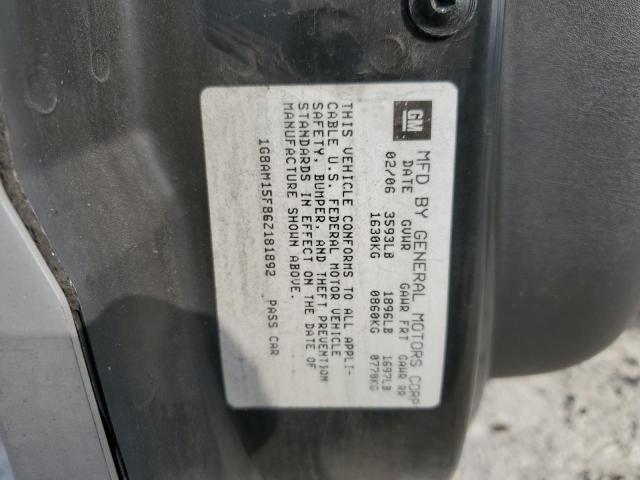 GM MFD BY GENERAL MOTORS CORP
DATE GVWR GAWR FRT GAWR RR
02/06 3593LB 1896LB 1697LB
1630KG 0860KG 0770KG
THIS VEHICLE CONFORMS TO ALL APPLI-
CABLE U.S. FEDERAL MOTOR VEHICLE
SAFETY, BUMPER, AND THEFT PREVENTION
STANDARDS IN EFFECT ON THE DATE OF
MANUFACTURE SHOWN ABOVE.
1G8AM15F86Z181892 PASS CAR